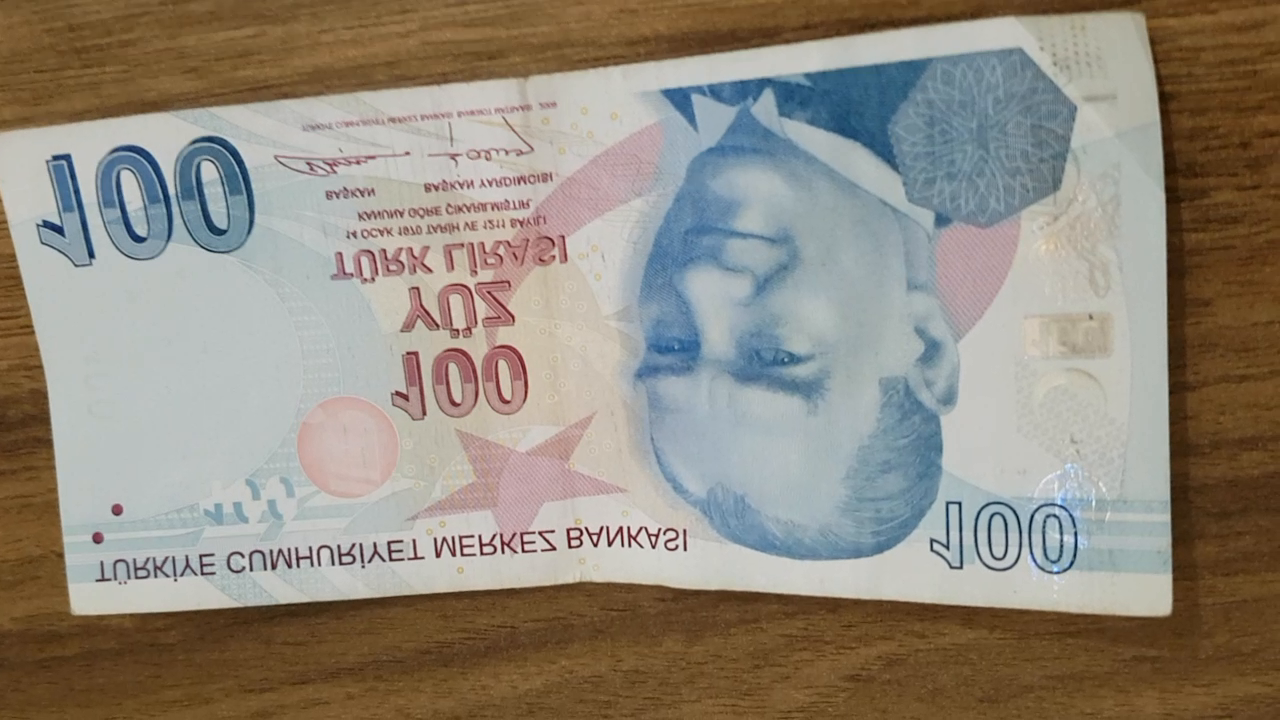 TÜRKİYE CUMHURİYET MERKEZ BANKASI
100
100
YÜZ
TÜRK LİRASI
14 OCAK 1970 TARİH VE 1211 SAYILI
KANUNA GÖRE ÇIKARILMIŞTIR.
BAŞKAN
BAŞKAN YARDIMCISI
100